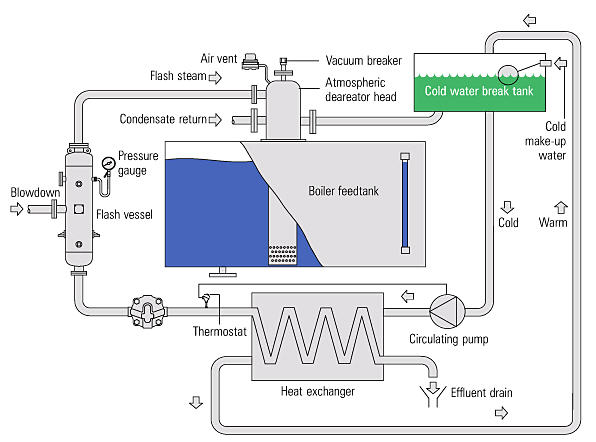 Air vent
Vacuum breaker
Flash steam
Atmospheric
deareator head
Cold water break tank
Condensate return
Cold
make-up
water
Pressure
gauge
Boiler feedtank
Blowdown
Flash vessel
Cold
Warm
Thermostat
Circulating pump
Heat exchanger
Effluent drain